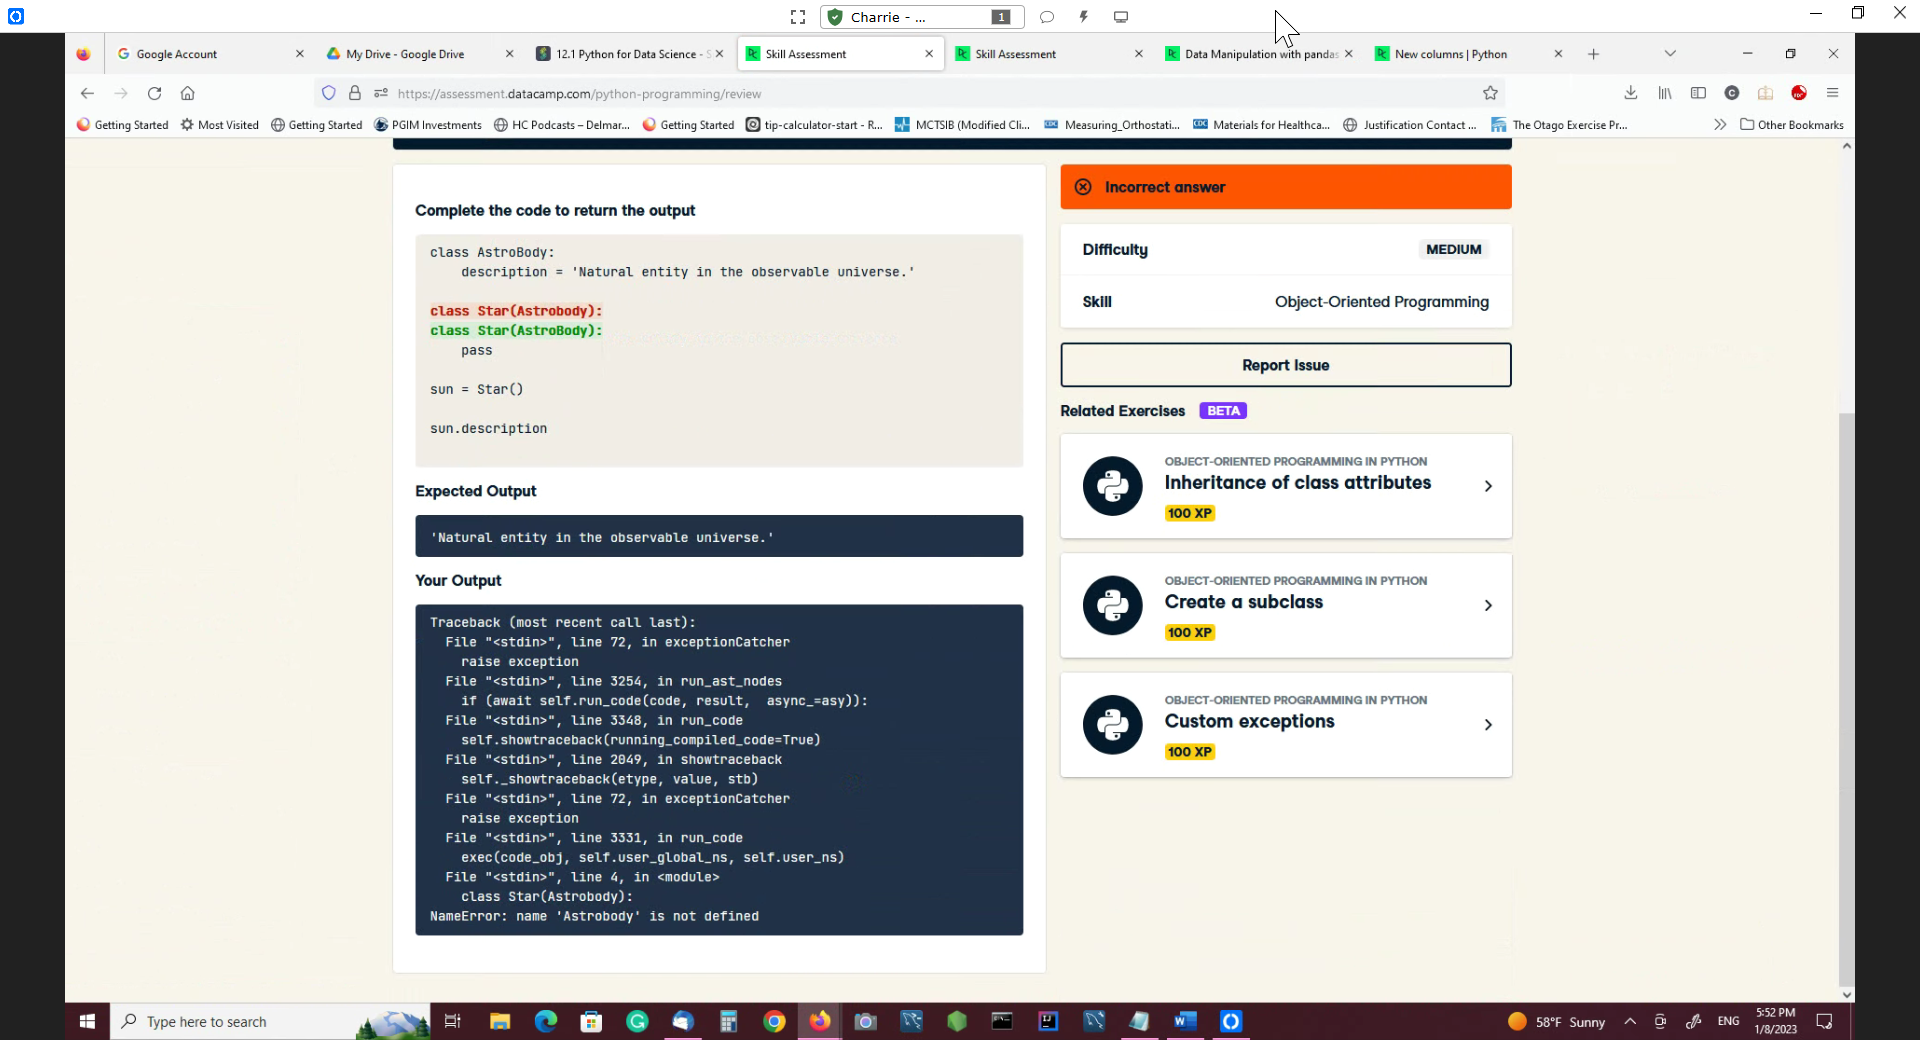 Charrie - ...
1
Google Account
My Drive - Google Drive
12.1 Python for Data Science - S
Skill Assessment
Skill Assessment
Data Manipulation with pandas
New columns | Python
https://assessment.datacamp.com/python-programming/review
Getting Started
Most Visited
Getting Started
PGIM Investments
HC Podcasts – Delmar...
Getting Started
tip-calculator-start - R...
MCTSIB (Modified Cli...
Measuring_Orthostati...
Materials for Healthca...
Justification Contact ...
The Otago Exercise Pr...
Other Bookmarks
Complete the code to return the output
class AstroBody:
description = 'Natural entity in the observable universe.'
class Star(Astrobody):
class Star(AstroBody):
pass
sun = Star()
sun.description
Expected Output
'Natural entity in the observable universe.'
Your Output
Traceback (most recent call last):
File "<stdin>", line 72, in exceptionCatcher
raise exception
File "<stdin>", line 3254, in run_ast_nodes
if (await self.run_code(code, result,  async_=asy)):
File "<stdin>", line 3348, in run_code
self.showtraceback(running_compiled_code=True)
File "<stdin>", line 2049, in showtraceback
self._showtraceback(etype, value, stb)
File "<stdin>", line 72, in exceptionCatcher
raise exception
File "<stdin>", line 3331, in run_code
exec(code_obj, self.user_global_ns, self.user_ns)
File "<stdin>", line 4, in <module>
class Star(Astrobody):
NameError: name 'Astrobody' is not defined
Incorrect answer
Difficulty
MEDIUM
Skill
Object-Oriented Programming
Report Issue
Related Exercises
BETA
OBJECT-ORIENTED PROGRAMMING IN PYTHON
Inheritance of class attributes
100 XP
OBJECT-ORIENTED PROGRAMMING IN PYTHON
Create a subclass
100 XP
OBJECT-ORIENTED PROGRAMMING IN PYTHON
Custom exceptions
100 XP
Type here to search
58°F Sunny
ENG
5:52 PM
1/8/2023